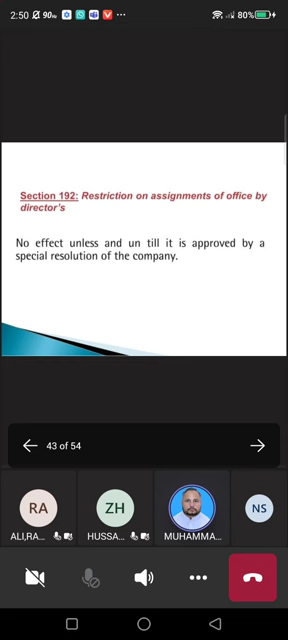 2:50
80%
Section 192: Restriction on assignments of office by
director's
No effect unless and un till it is approved by a
special resolution of the company.
43 of 54
RA
ZH
NS
ALI,RA...
HUSSA...
MUHAMMA...